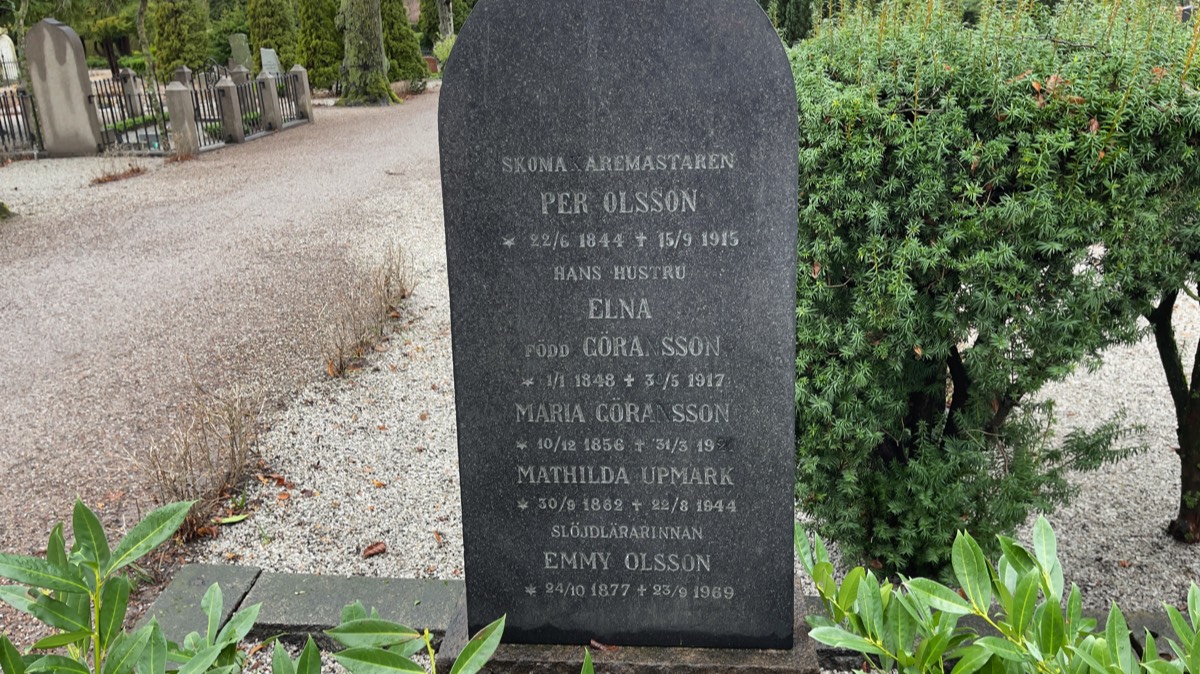 SKOMAKAREMÄSTAREN
PER OLSSON
* 22/6 1844 ✝ 15/9 1915
HANS HUSTRU
ELNA
FÖDD GÖRANSSON
* 1/1 1848 ✝ 1917
MARIA GÖRANSSON
* 10/12 1856 ✝ 31/3
MATHILDA UPMARK
* 30/9 1862 ✝ 22/8 1944
SLÖJDLÄRARINNAN
EMMY OLSSON
* 24/10 1877 ✝ 23/9 1969